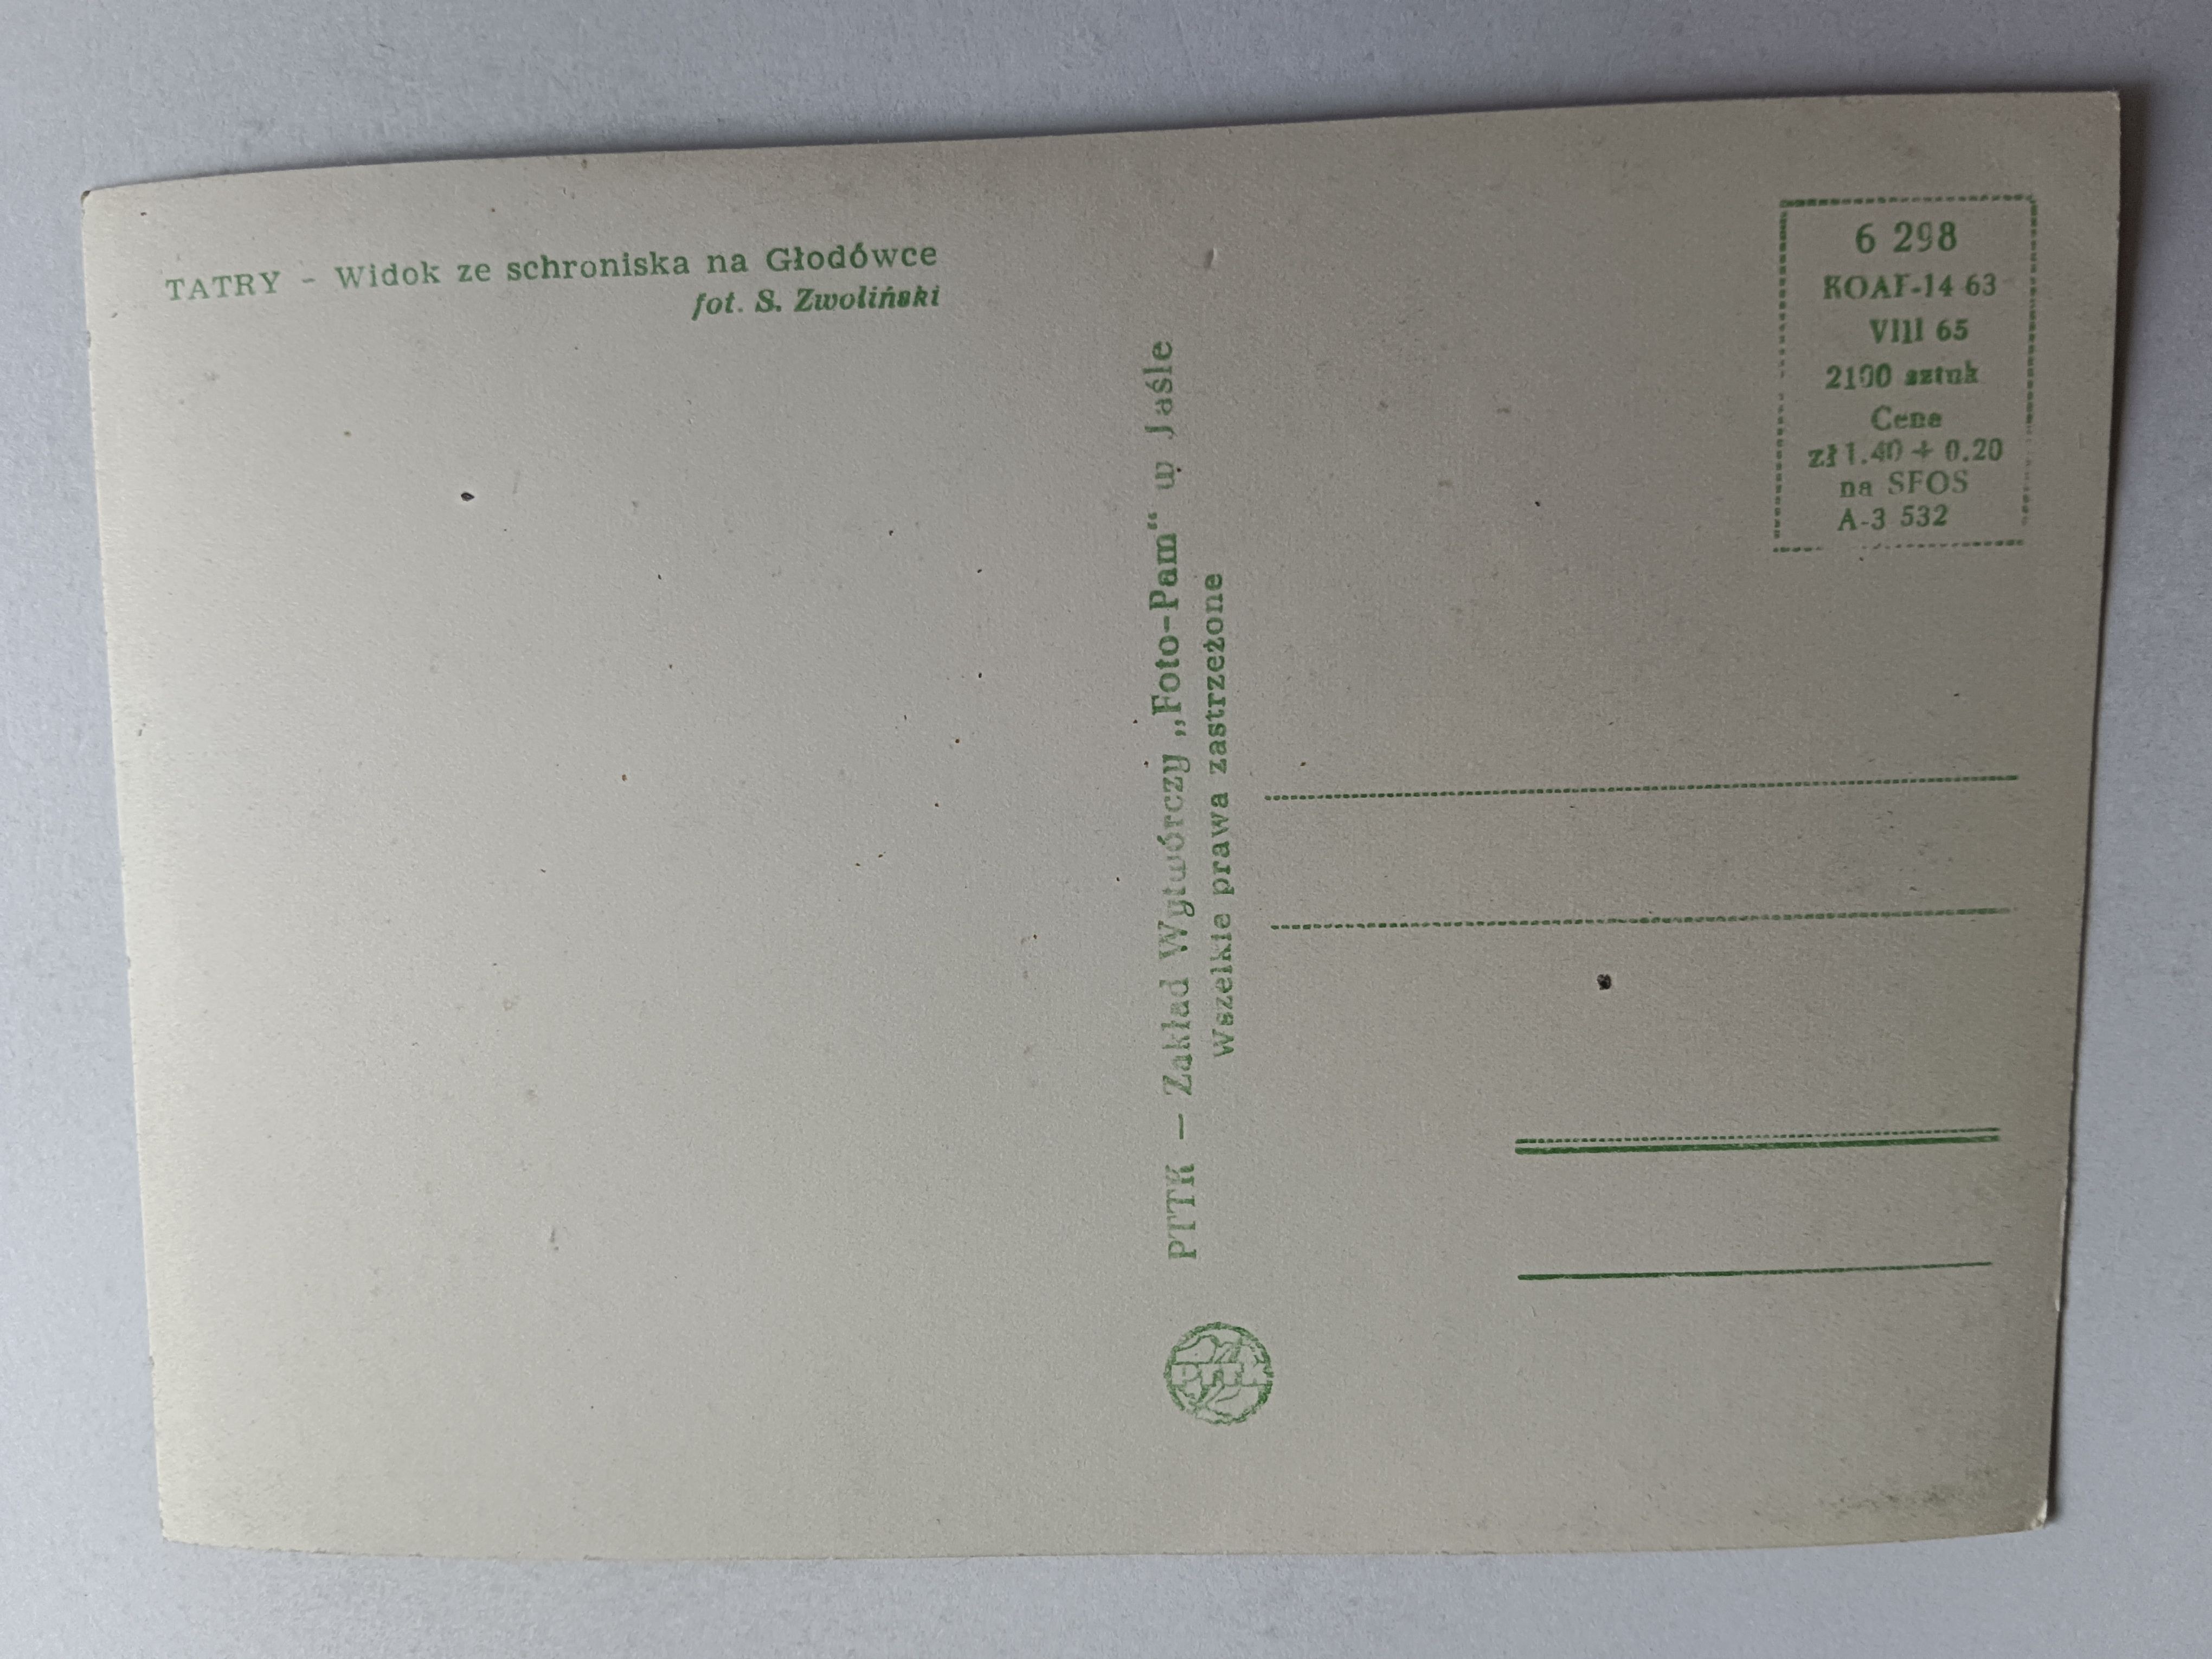 TATRY - Widok ze schroniska na Głodówce
fot. S. Zwoliński
PTTK — Zakład Wytwórczy „Foto-Pam" w Jaśle
Wszelkie prawa zastrzeżone
6 298
KOAF-14 63
VIII 65
2100 sztuk
Cena
zł 1.40 + 0.20
na SFOS
A-3 532
PTTK